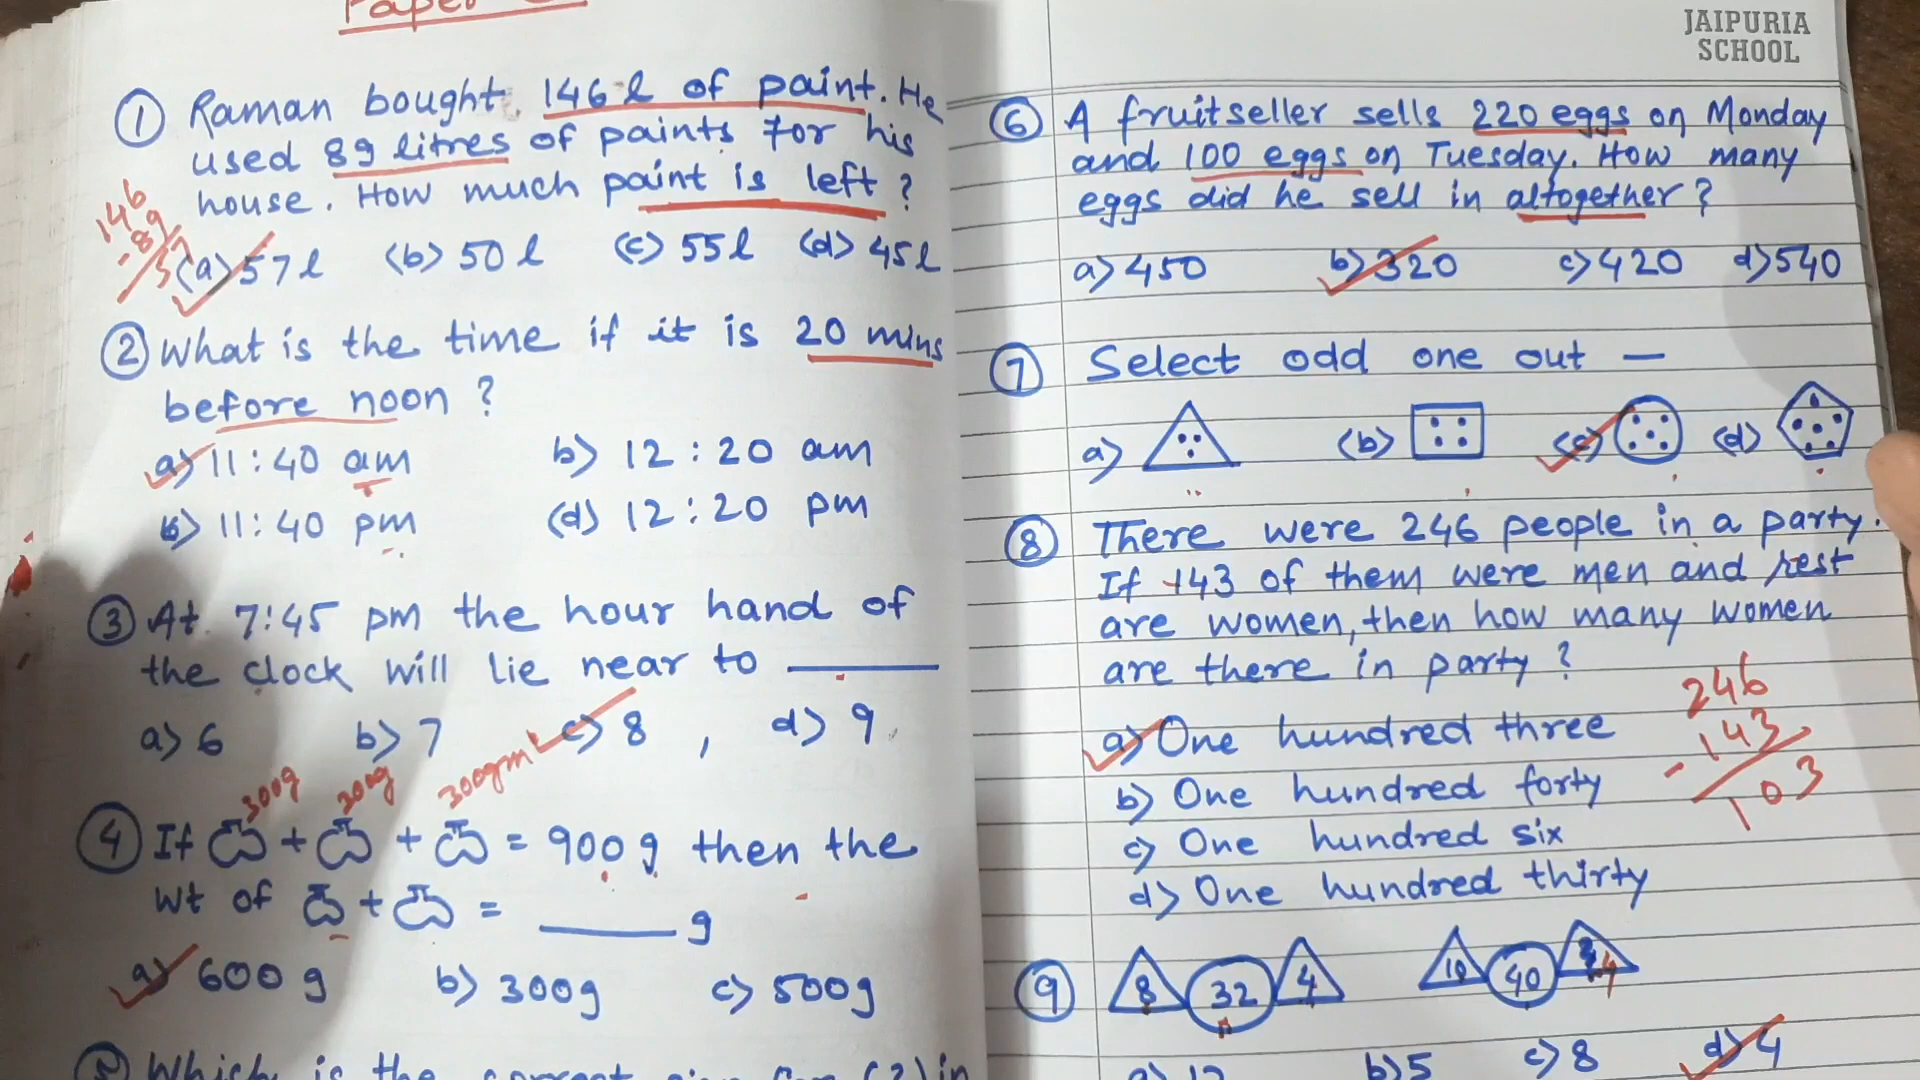 Paper
① Raman bought 146 l of paint. He
used 89 litres of paints for his
house. How much paint is left?
146
- 89
57
(a) 57 l (b) 50 l (c) 55 l (d) 45 l
② What is the time if it is 20 mins
before noon?
a) 11:40 am b) 12:20 am
c) 11:40 pm (d) 12:20 pm
③ At 7:45 pm the hour hand of
the clock will lie near to ______
a) 6 b) 7 c) 8 , d) 9
300g 300g 300gm
④ If + + = 900 g then the
wt of + = ______ g
a) 600 g b) 300g c) 500g
Which is the correct
JAIPURIA
SCHOOL
⑥ A fruitseller sells 220 eggs on Monday
and 100 eggs on Tuesday. How many
eggs did he sell in altogether?
a) 450 b) 320 c) 420 d) 540
⑦ Select odd one out —
a) (b) (c) (d)
⑧ There were 246 people in a party.
If 143 of them were men and rest
are women, then how many women
are there in party?
246
- 143
103
a) One hundred three
b) One hundred forty
c) One hundred six
d) One hundred thirty
⑨ 8 32 4 10 40 4
a) 12 b) 5 c) 8 d) 4